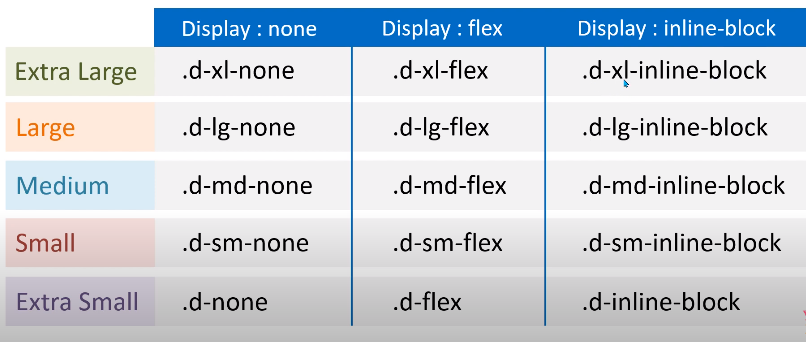 Display : none Display : flex Display : inline-block
Extra Large .d-xl-none .d-xl-flex .d-xl-inline-block
Large .d-lg-none .d-lg-flex .d-lg-inline-block
Medium .d-md-none .d-md-flex .d-md-inline-block
Small .d-sm-none .d-sm-flex .d-sm-inline-block
Extra Small .d-none .d-flex .d-inline-block